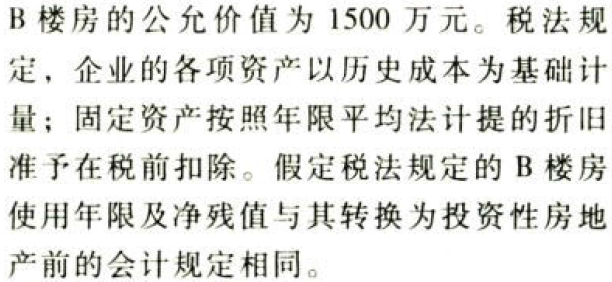 B 楼房的公允价值为 1500 万元。税法规
定，企业的各项资产以历史成本为基础计
量；固定资产按照年限平均法计提的折旧
准予在税前扣除。假定税法规定的 B 楼房
使用年限及净残值与其转换为投资性房地
产前的会计规定相同。